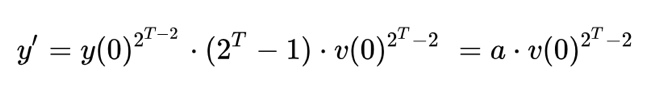 y′ = y(0)^{2^{T−2}} · (2^T − 1) · v(0)^{2^T−2} = a · v(0)^{2^T−2}